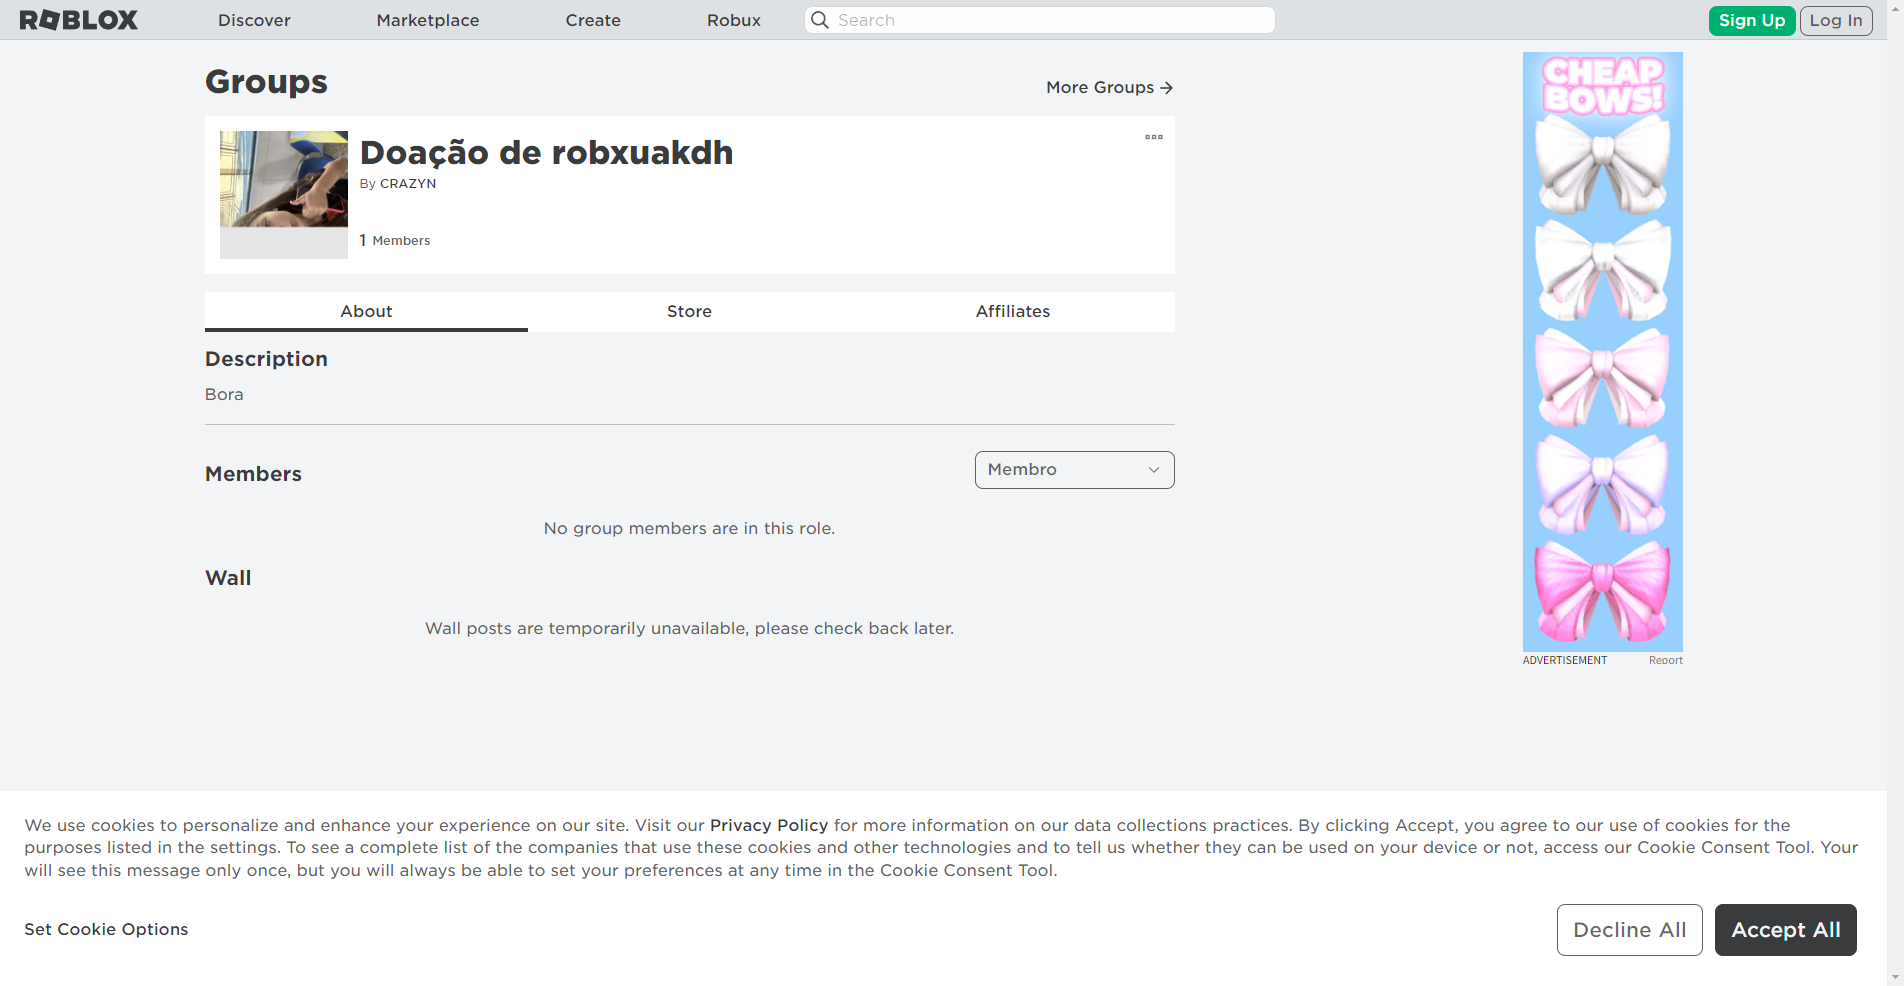 ROBLOX
Discover
Marketplace
Create
Robux
Search
Sign Up
Log In
Groups
More Groups
Doação de robxuakdh
By CRAZYN
1 Members
About
Store
Affiliates
Description
Bora
Members
Membro
No group members are in this role.
Wall
Wall posts are temporarily unavailable, please check back later.
CHEAP
BOWS!
ADVERTISEMENT
Report
We use cookies to personalize and enhance your experience on our site. Visit our Privacy Policy for more information on our data collections practices. By clicking Accept, you agree to our use of cookies for the
purposes listed in the settings. To see a complete list of the companies that use these cookies and other technologies and to tell us whether they can be used on your device or not, access our Cookie Consent Tool. Your
will see this message only once, but you will always be able to set your preferences at any time in the Cookie Consent Tool.
Set Cookie Options
Decline All
Accept All